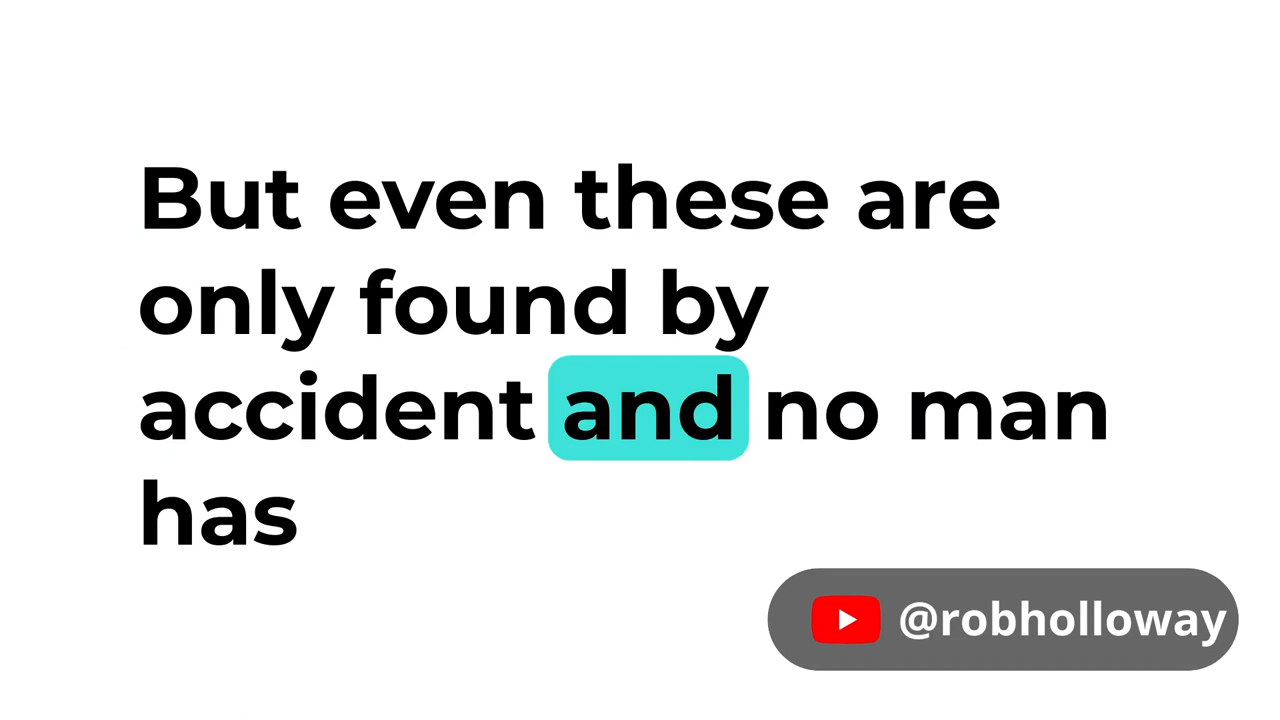 But even these are
only found by
accident and no man
has
@robholloway